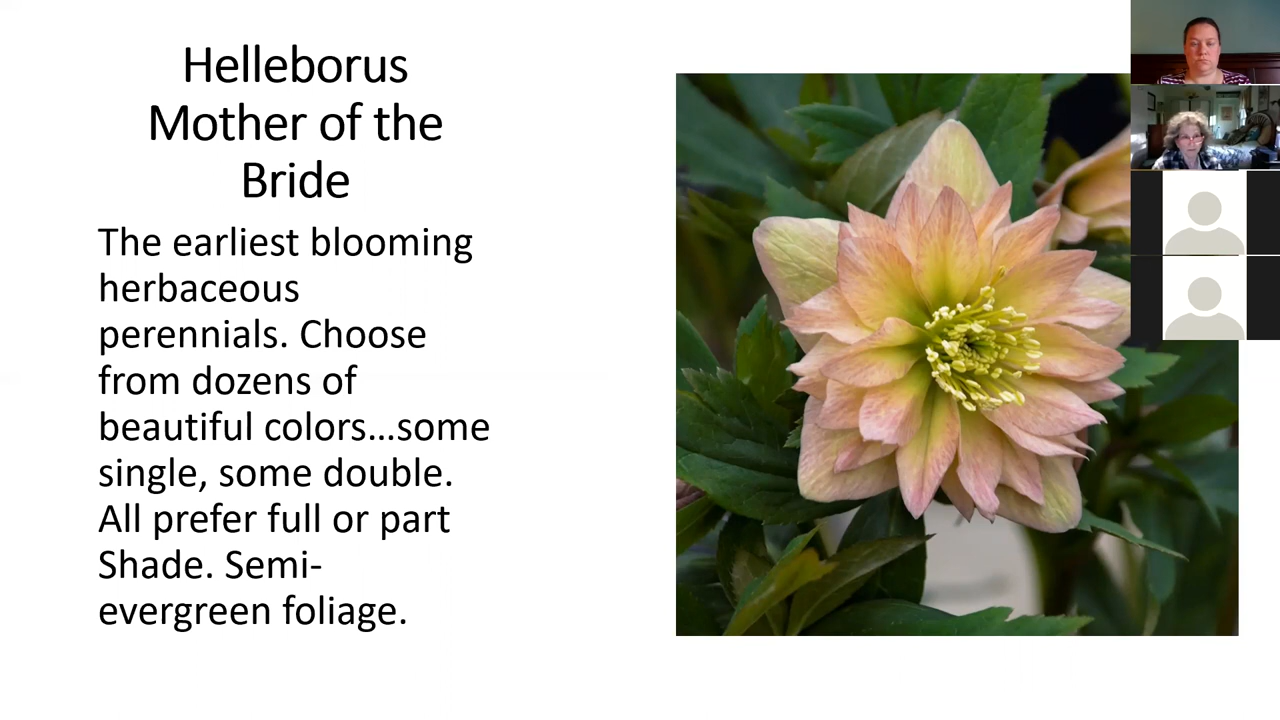 Helleborus
Mother of the
Bride
The earliest blooming
herbaceous
perennials. Choose
from dozens of
beautiful colors...some
single, some double.
All prefer full or part
Shade. Semi-
evergreen foliage.